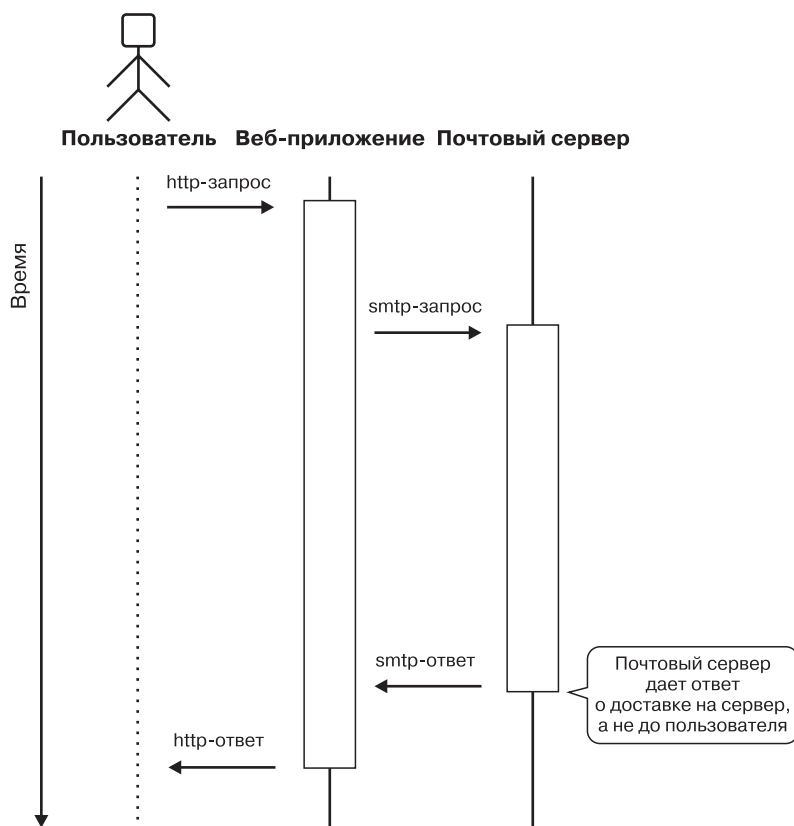 Пользователь Веб-приложение Почтовый сервер
http-запрос
Время
smtp-запрос
smtp-ответ
Почтовый сервер
дает ответ
о доставке на сервер,
а не до пользователя
http-ответ